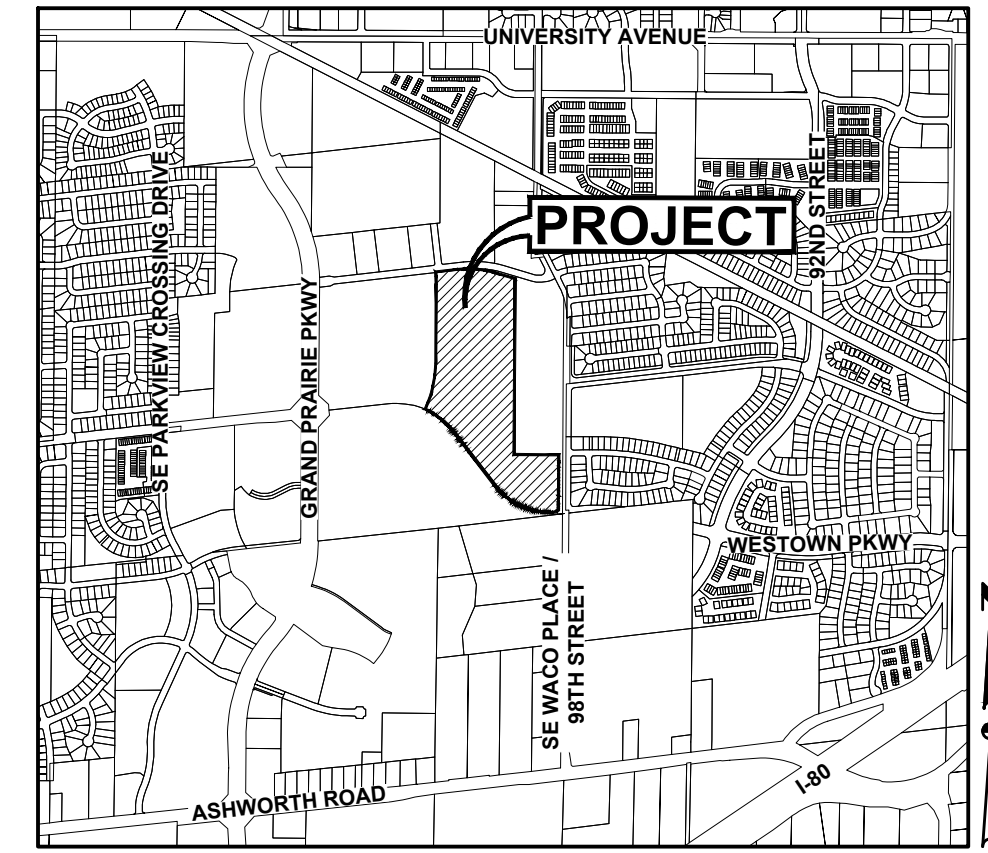 UNIVERSITY AVENUE
SE PARKVIEW CROSSING DRIVE
92ND STREET
PROJECT
GRAND PRAIRIE PKWY
WESTOWN PKWY
SE WACO PLACE /
98TH STREET
I-80
ASHWORTH ROAD